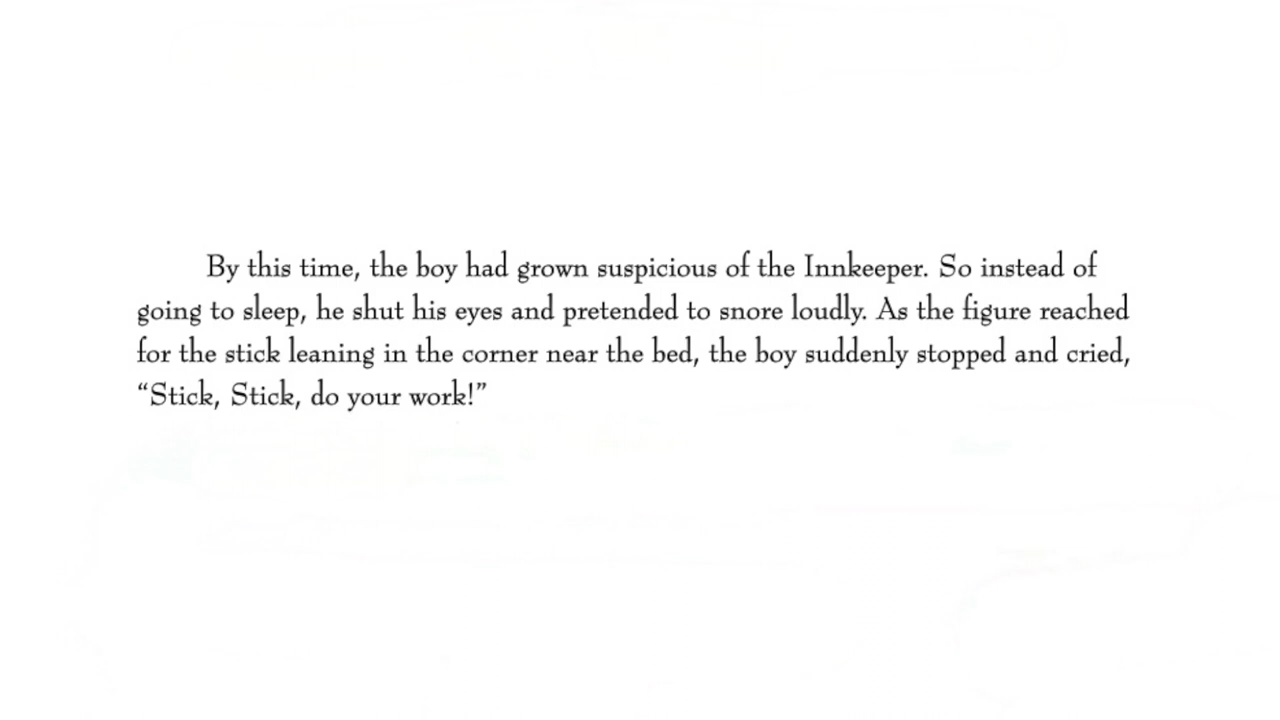 By this time, the boy had grown suspicious of the Innkeeper. So instead of
going to sleep, he shut his eyes and pretended to snore loudly. As the figure reached
for the stick leaning in the corner near the bed, the boy suddenly stopped and cried,
“Stick, Stick, do your work!”